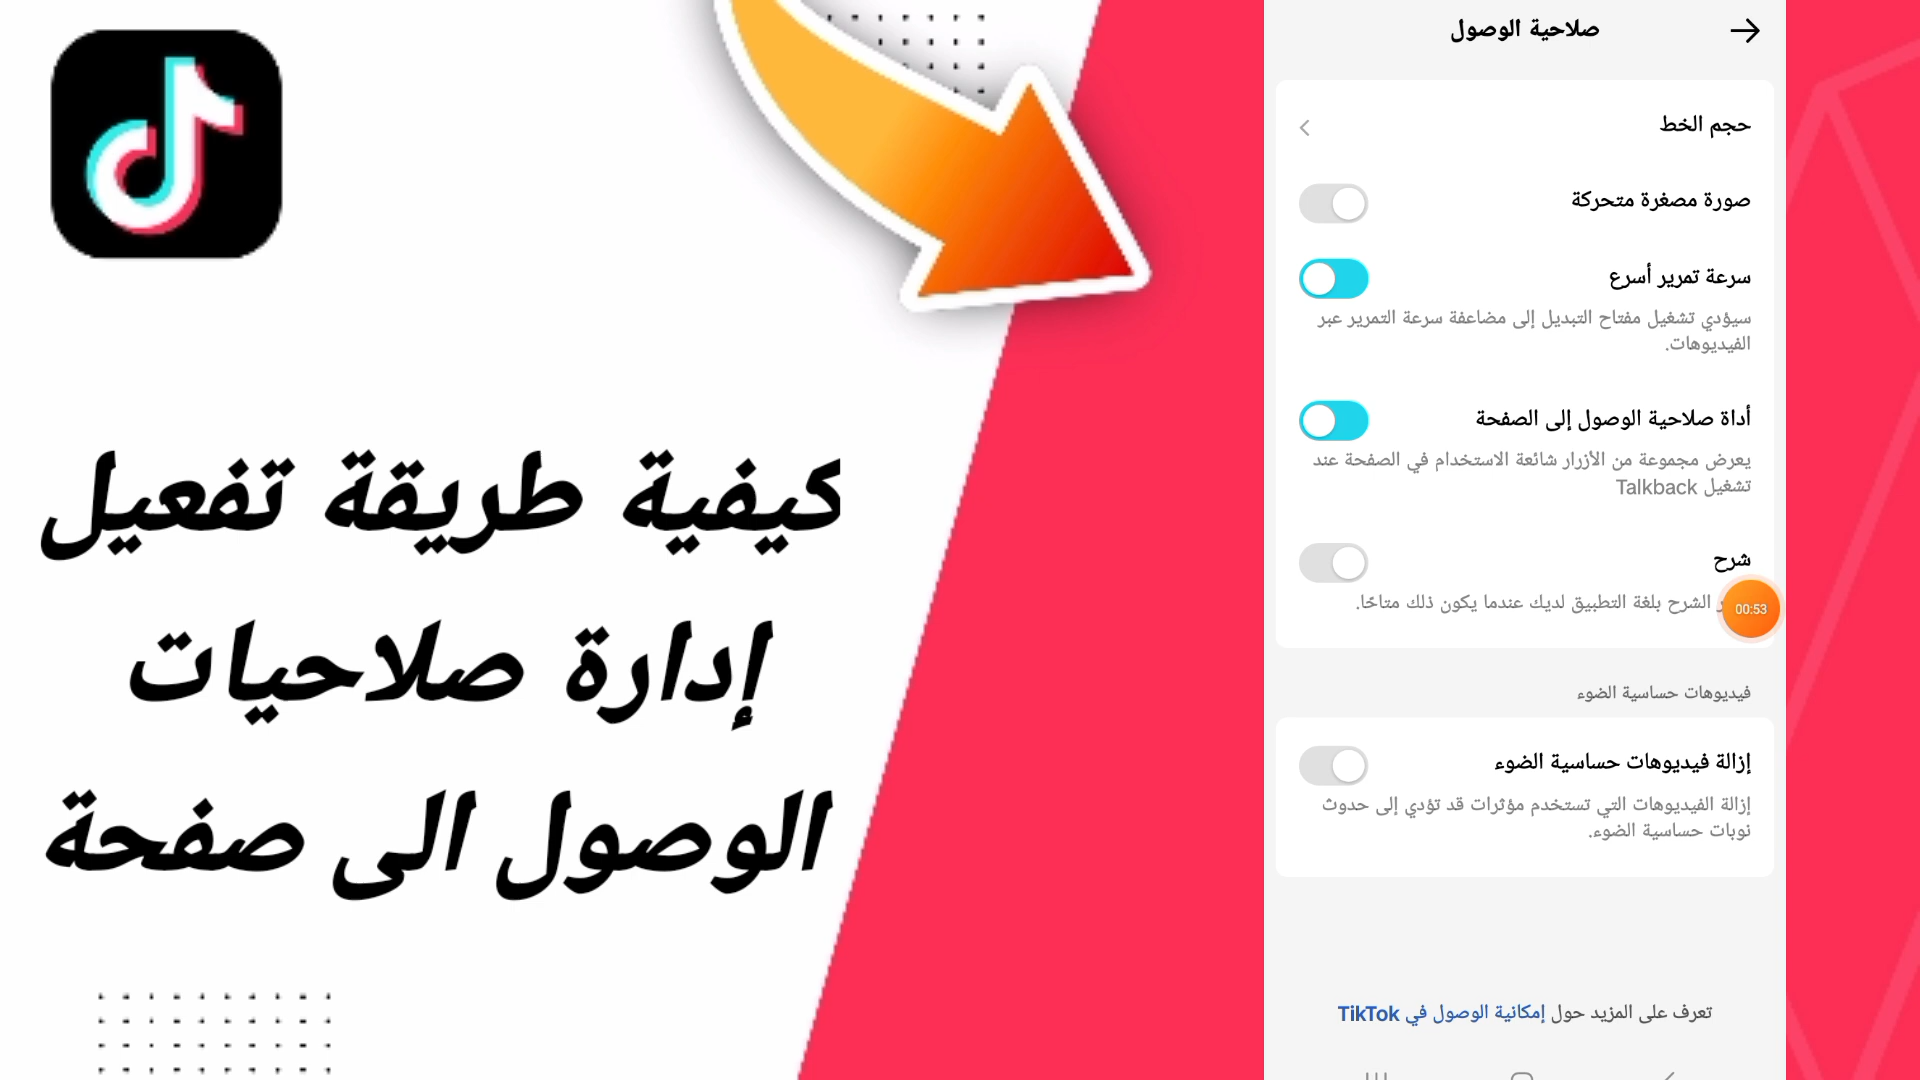 كيفية طريقة تفعيل
إدارة صلاحيات
الوصول الى صفحة
صلاحية الوصول
حجم الخط
صورة مصغرة متحركة
سرعة تمرير أسرع
سيؤدي تشغيل مفتاح التبديل إلى مضاعفة سرعة التمرير عبر
الفيديوهات.
أداة صلاحية الوصول إلى الصفحة
يعرض مجموعة من الأزرار شائعة الاستخدام في الصفحة عند
تشغيل Talkback
شرح
الشرح بلغة التطبيق لديك عندما يكون ذلك متاحًا.
00:53
فيديوهات حساسية الضوء
إزالة فيديوهات حساسية الضوء
إزالة الفيديوهات التي تستخدم مؤثرات قد تؤدي إلى حدوث
نوبات حساسية الضوء.
تعرف على المزيد حول إمكانية الوصول في TikTok